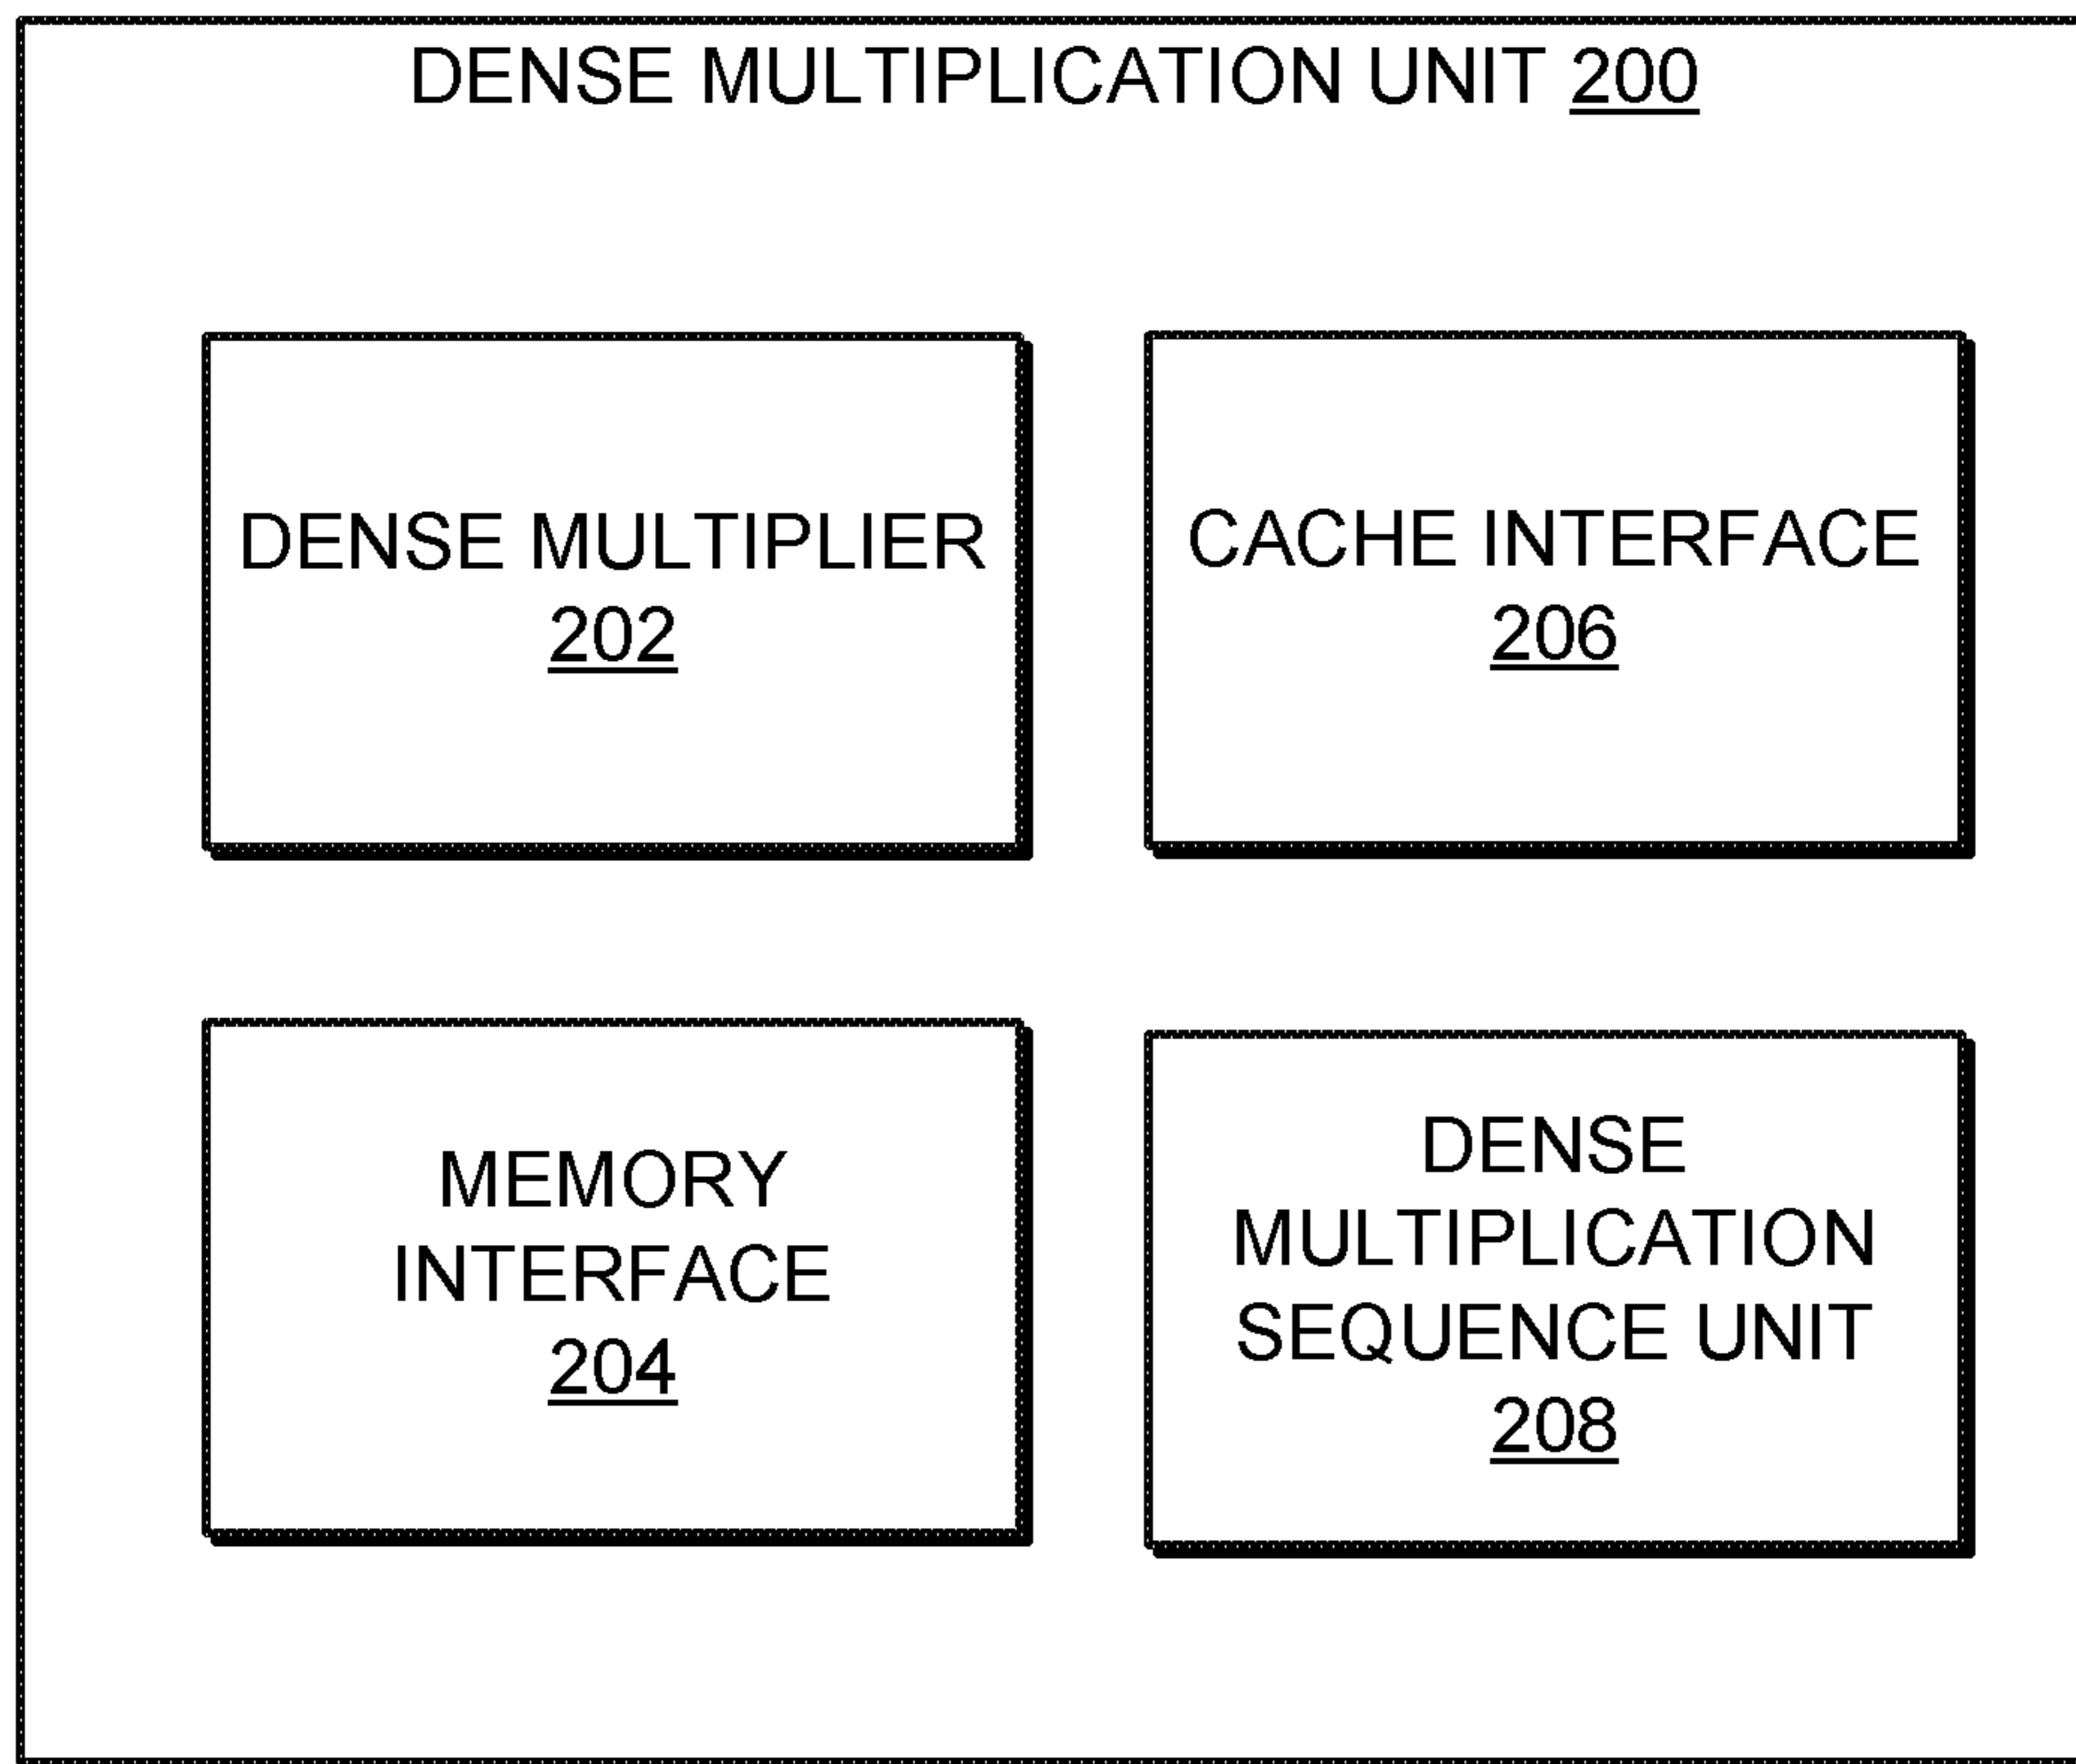 DENSE MULTIPLICATION UNIT 200
DENSE MULTIPLIER
202
CACHE INTERFACE
206
MEMORY
INTERFACE
204
DENSE
MULTIPLICATION
SEQUENCE UNIT
208